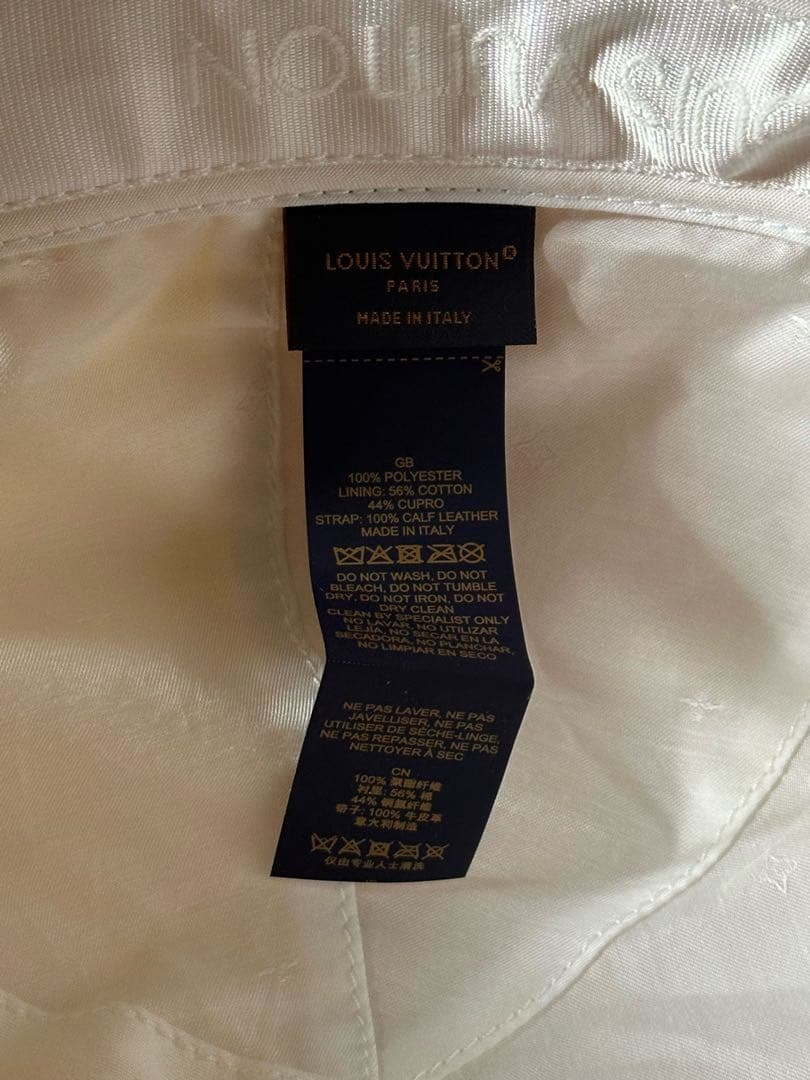 LOUIS VUITTON
LOUIS VUITTON®
PARIS
MADE IN ITALY
GB
100% POLYESTER
LINING: 56% COTTON
44% CUPRO
STRAP: 100% CALF LEATHER
MADE IN ITALY
DO NOT WASH, DO NOT
BLEACH, DO NOT TUMBLE
DRY, DO NOT IRON, DO NOT
DRY CLEAN
CLEAN BY SPECIALIST ONLY
NO LAVAR, NO UTILIZAR
LEJÍA, NO SECAR EN LA
SECADORA, NO PLANCHAR,
NO LIMPIAR EN SECO
NE PAS LAVER, NE PAS
JAVELLISER, NE PAS
UTILISER DE SÈCHE-LINGE,
NE PAS REPASSER, NE PAS
NETTOYER À SEC
CN
100% 聚酯纤维
衬里: 56% 棉
44% 铜氨纤维
带子: 100% 牛皮革
意大利制造
仅由专业人士清洗